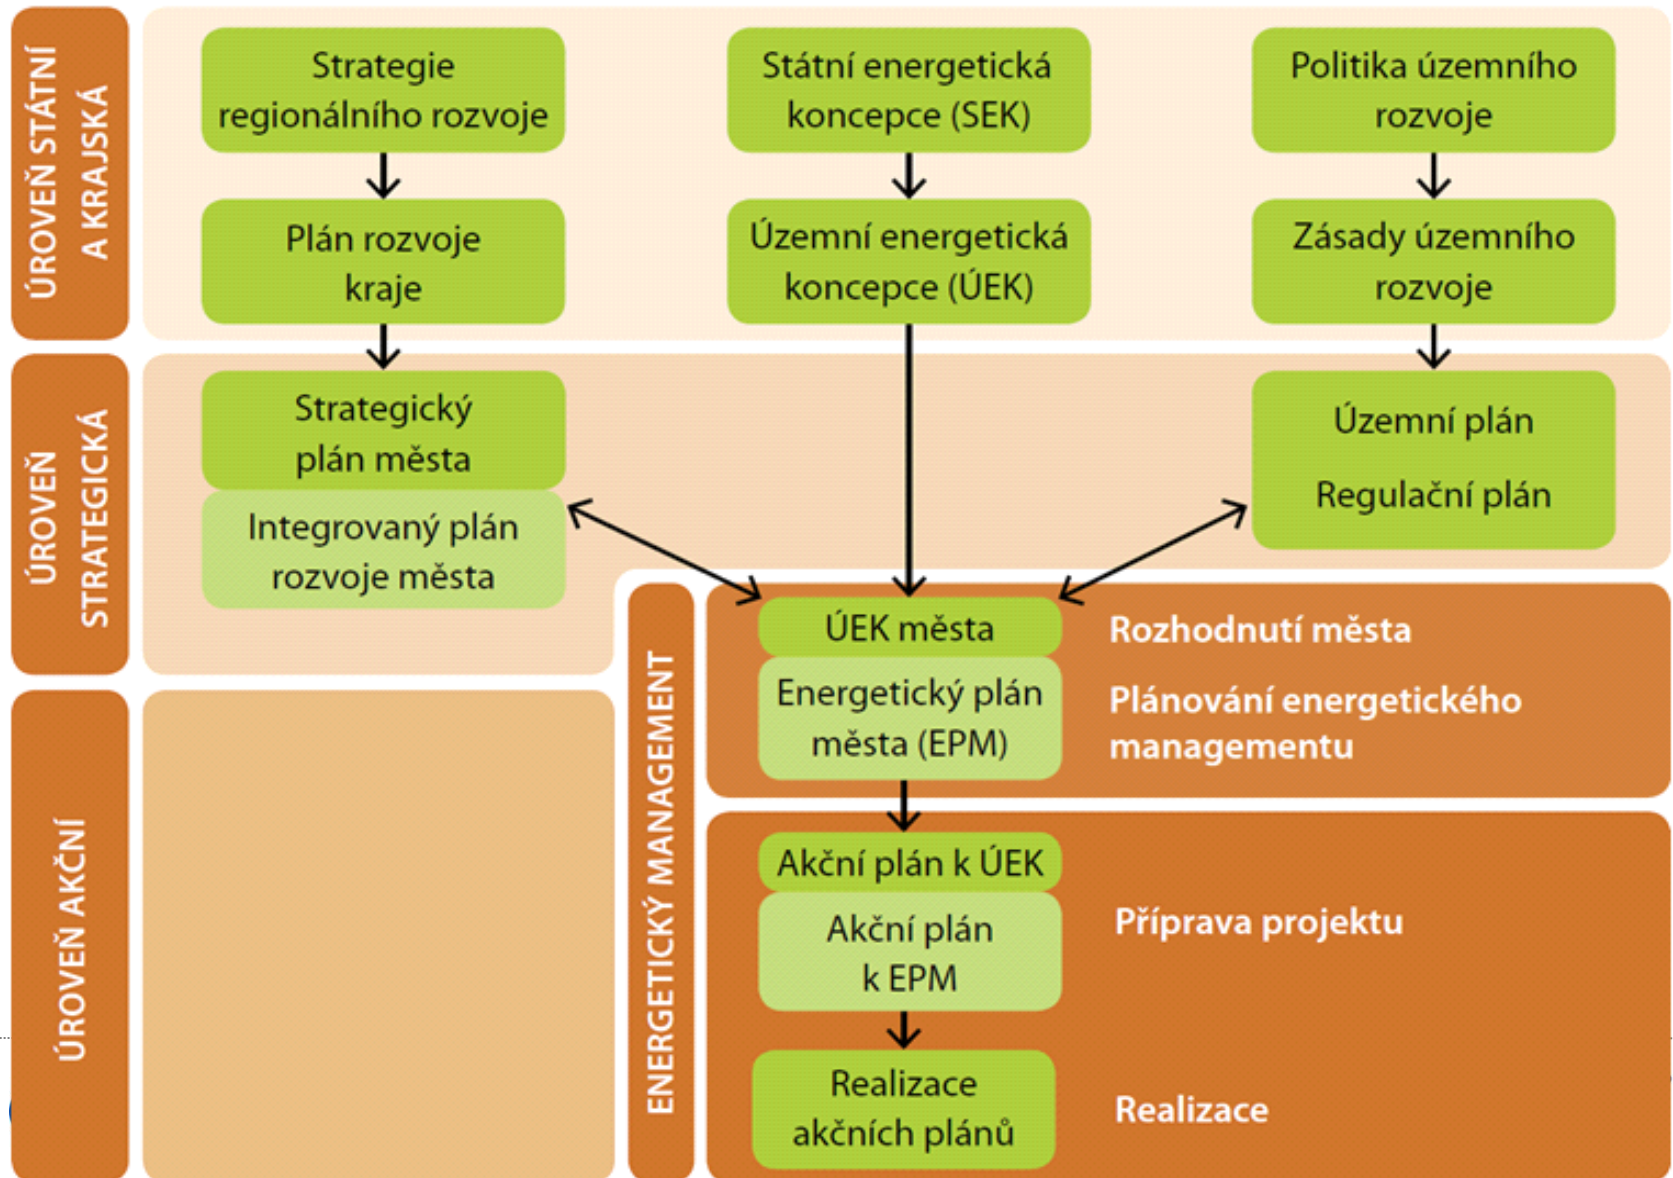 ÚROVEŇ STÁTNÍ
A KRAJSKÁ
Strategie
regionálního rozvoje
Státní energetická
koncepce (SEK)
Politika územního
rozvoje
Plán rozvoje
kraje
Územní energetická
koncepce (ÚEK)
Zásady územního
rozvoje
ÚROVEŇ
STRATEGICKÁ
Strategický
plán města
Integrovaný plán
rozvoje města
Územní plán
Regulační plán
ENERGETICKÝ MANAGEMENT
ÚEK města
Rozhodnutí města
Energetický plán
města (EPM)
Plánování energetického
managementu
ÚROVEŇ AKČNÍ
Akční plán k ÚEK
Akční plán
k EPM
Příprava projektu
Realizace
akčních plánů
Realizace